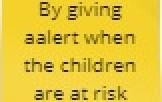 By giving
aalert when
the children
are at risk